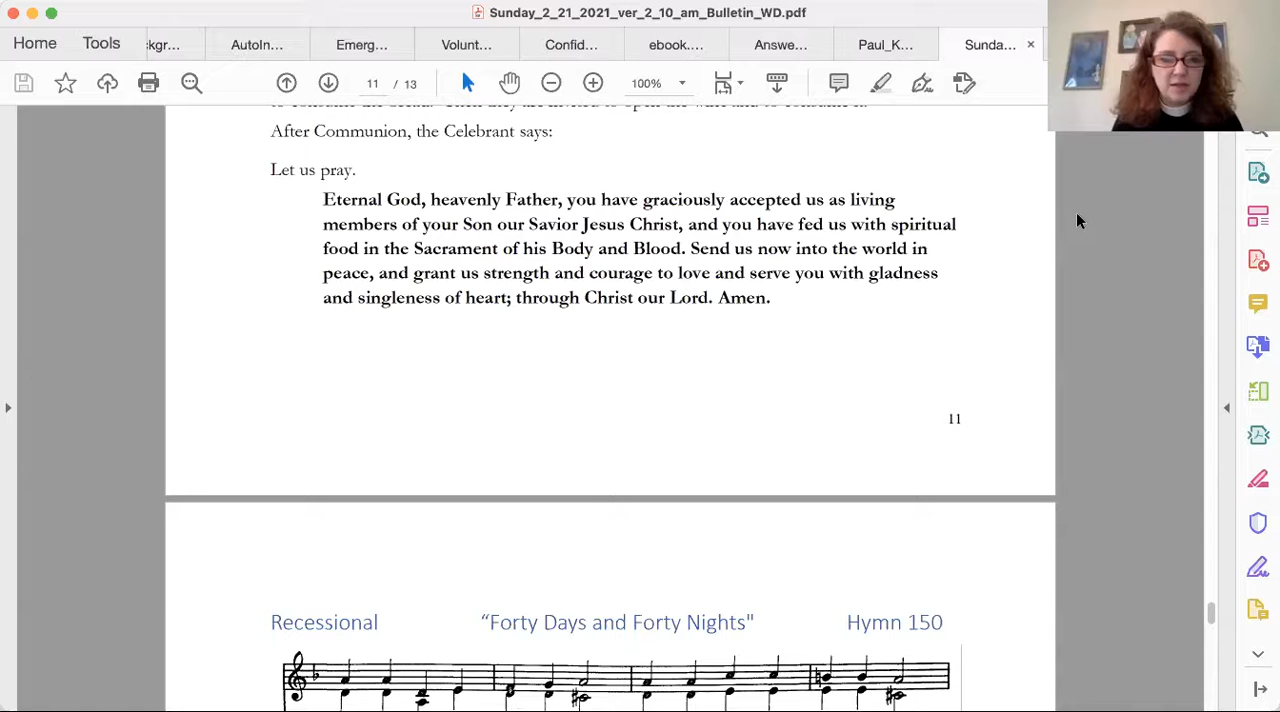 Sunday_2_21_2021_ver_2_10_am_Bulletin_WD.pdf
Home Tools kgr... AutoIn... Emerg... Volunt... Confid... ebook.... Answe... Paul_K... Sunda... ×
11 / 13 100%
After Communion, the Celebrant says:
Let us pray.
Eternal God, heavenly Father, you have graciously accepted us as living
members of your Son our Savior Jesus Christ, and you have fed us with spiritual
food in the Sacrament of his Body and Blood. Send us now into the world in
peace, and grant us strength and courage to love and serve you with gladness
and singleness of heart; through Christ our Lord. Amen.
11
Recessional “Forty Days and Forty Nights" Hymn 150